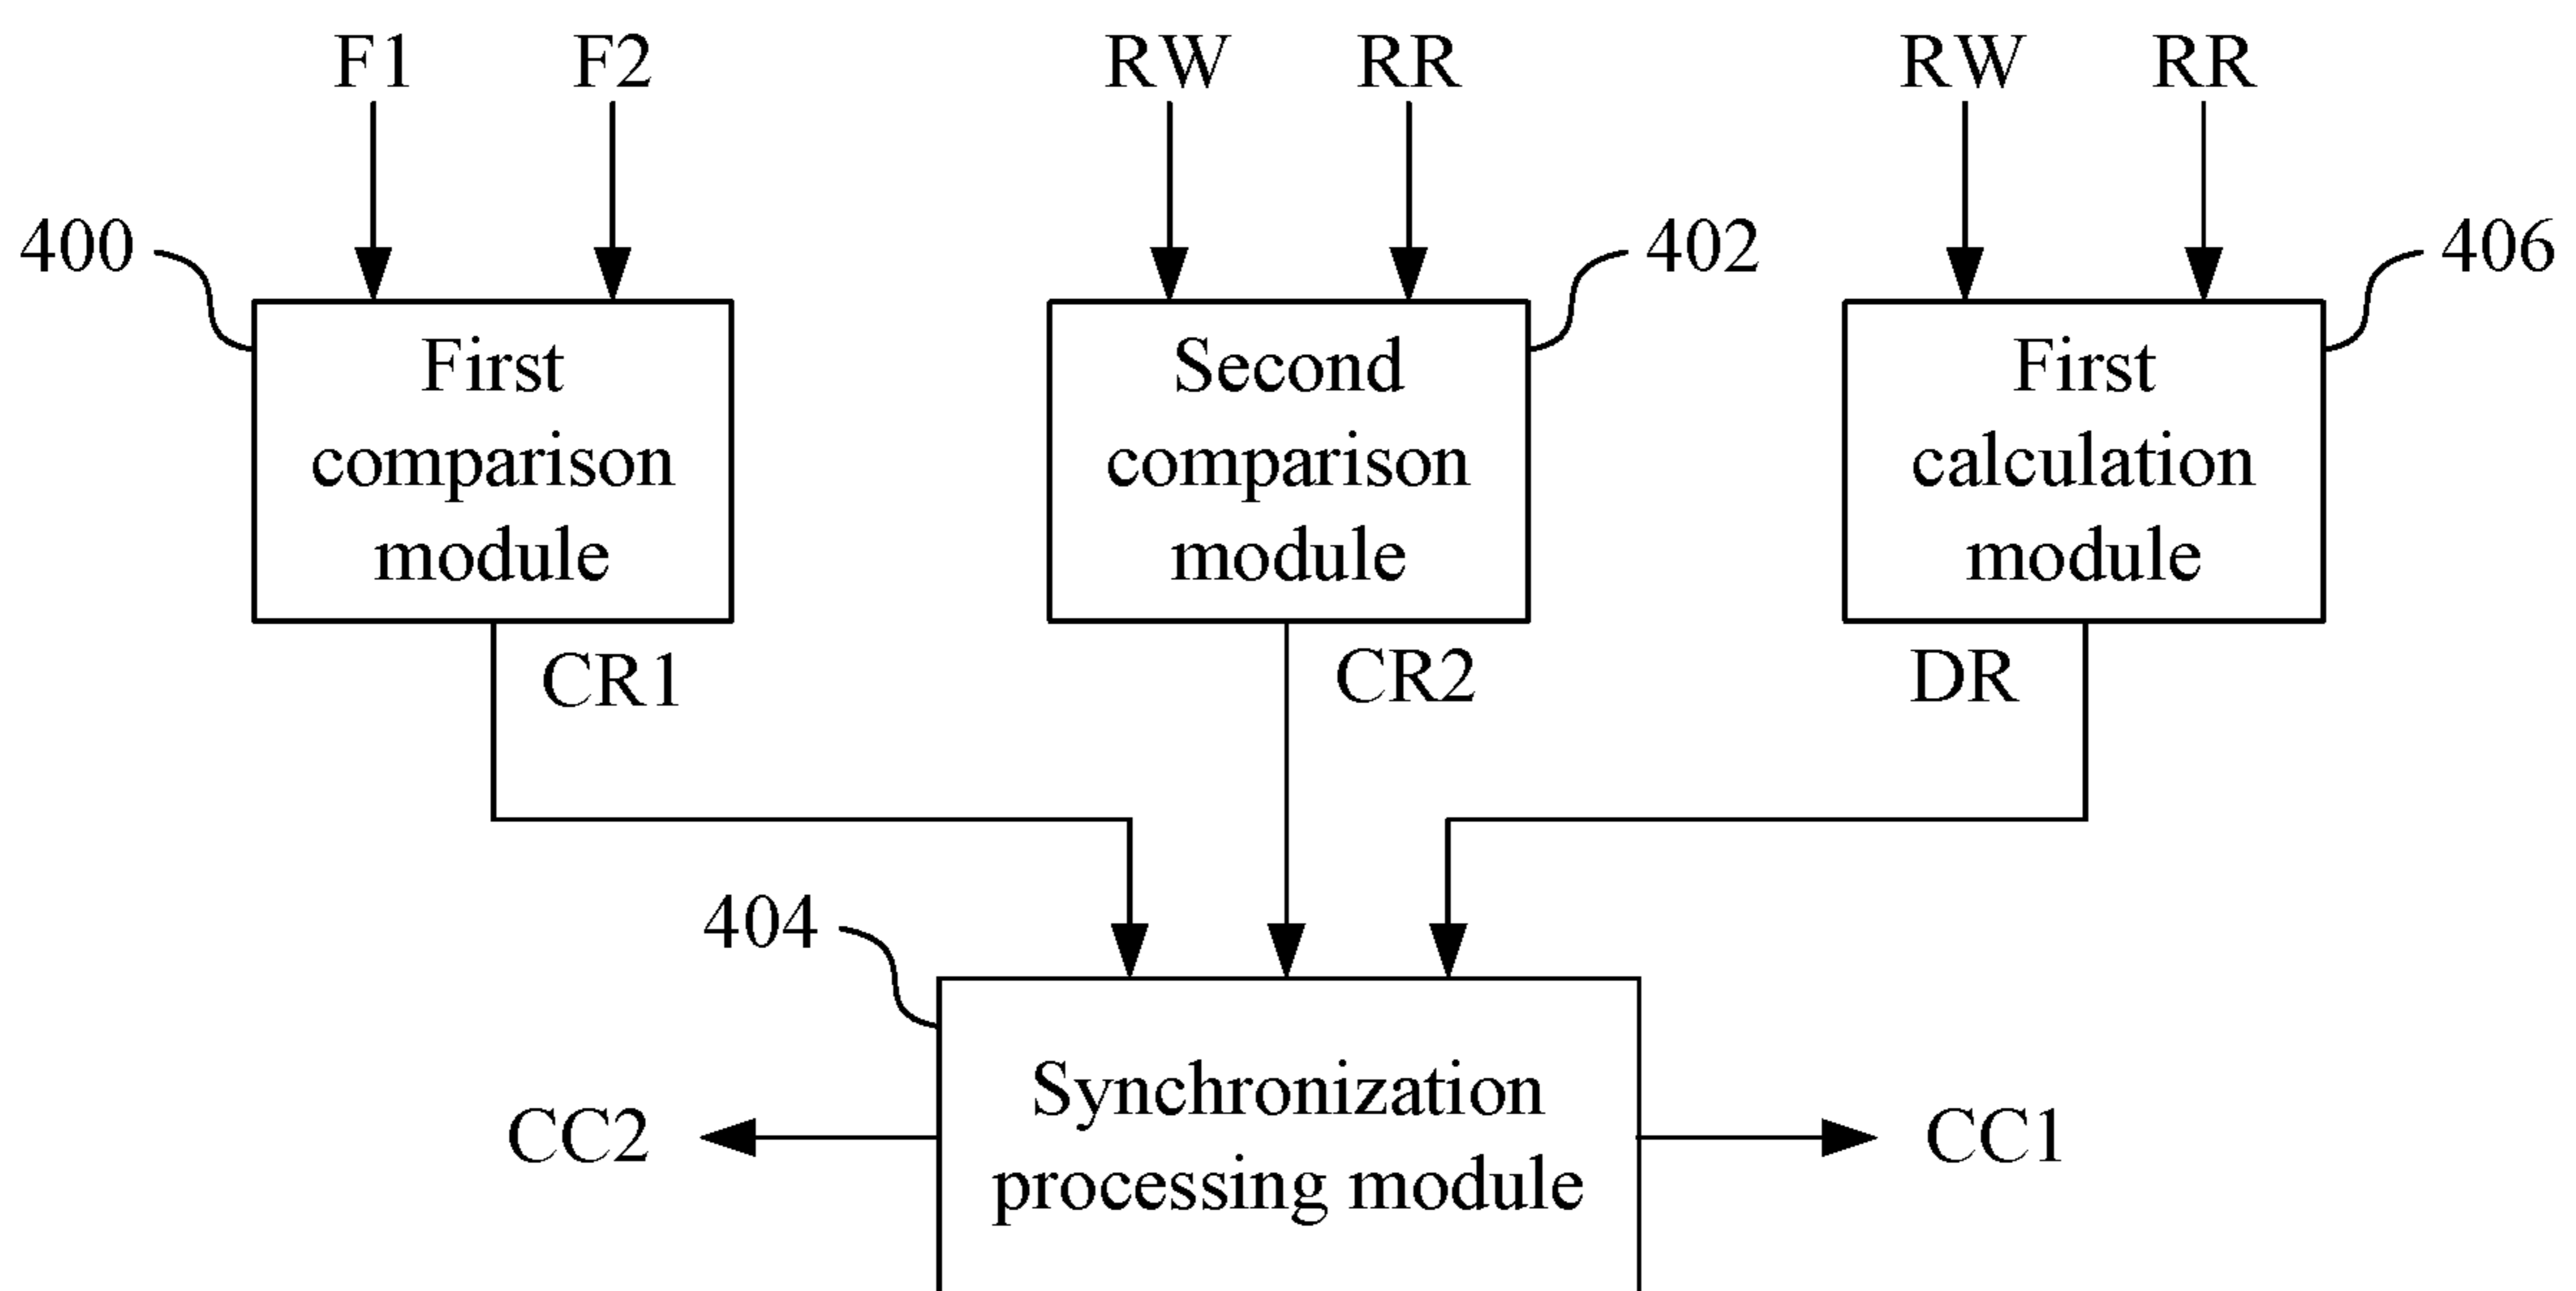 F1 F2 RW RR RW RR
400 402 406
First comparison module
Second comparison module
First calculation module
CR1 CR2 DR
404
Synchronization processing module
CC2 CC1